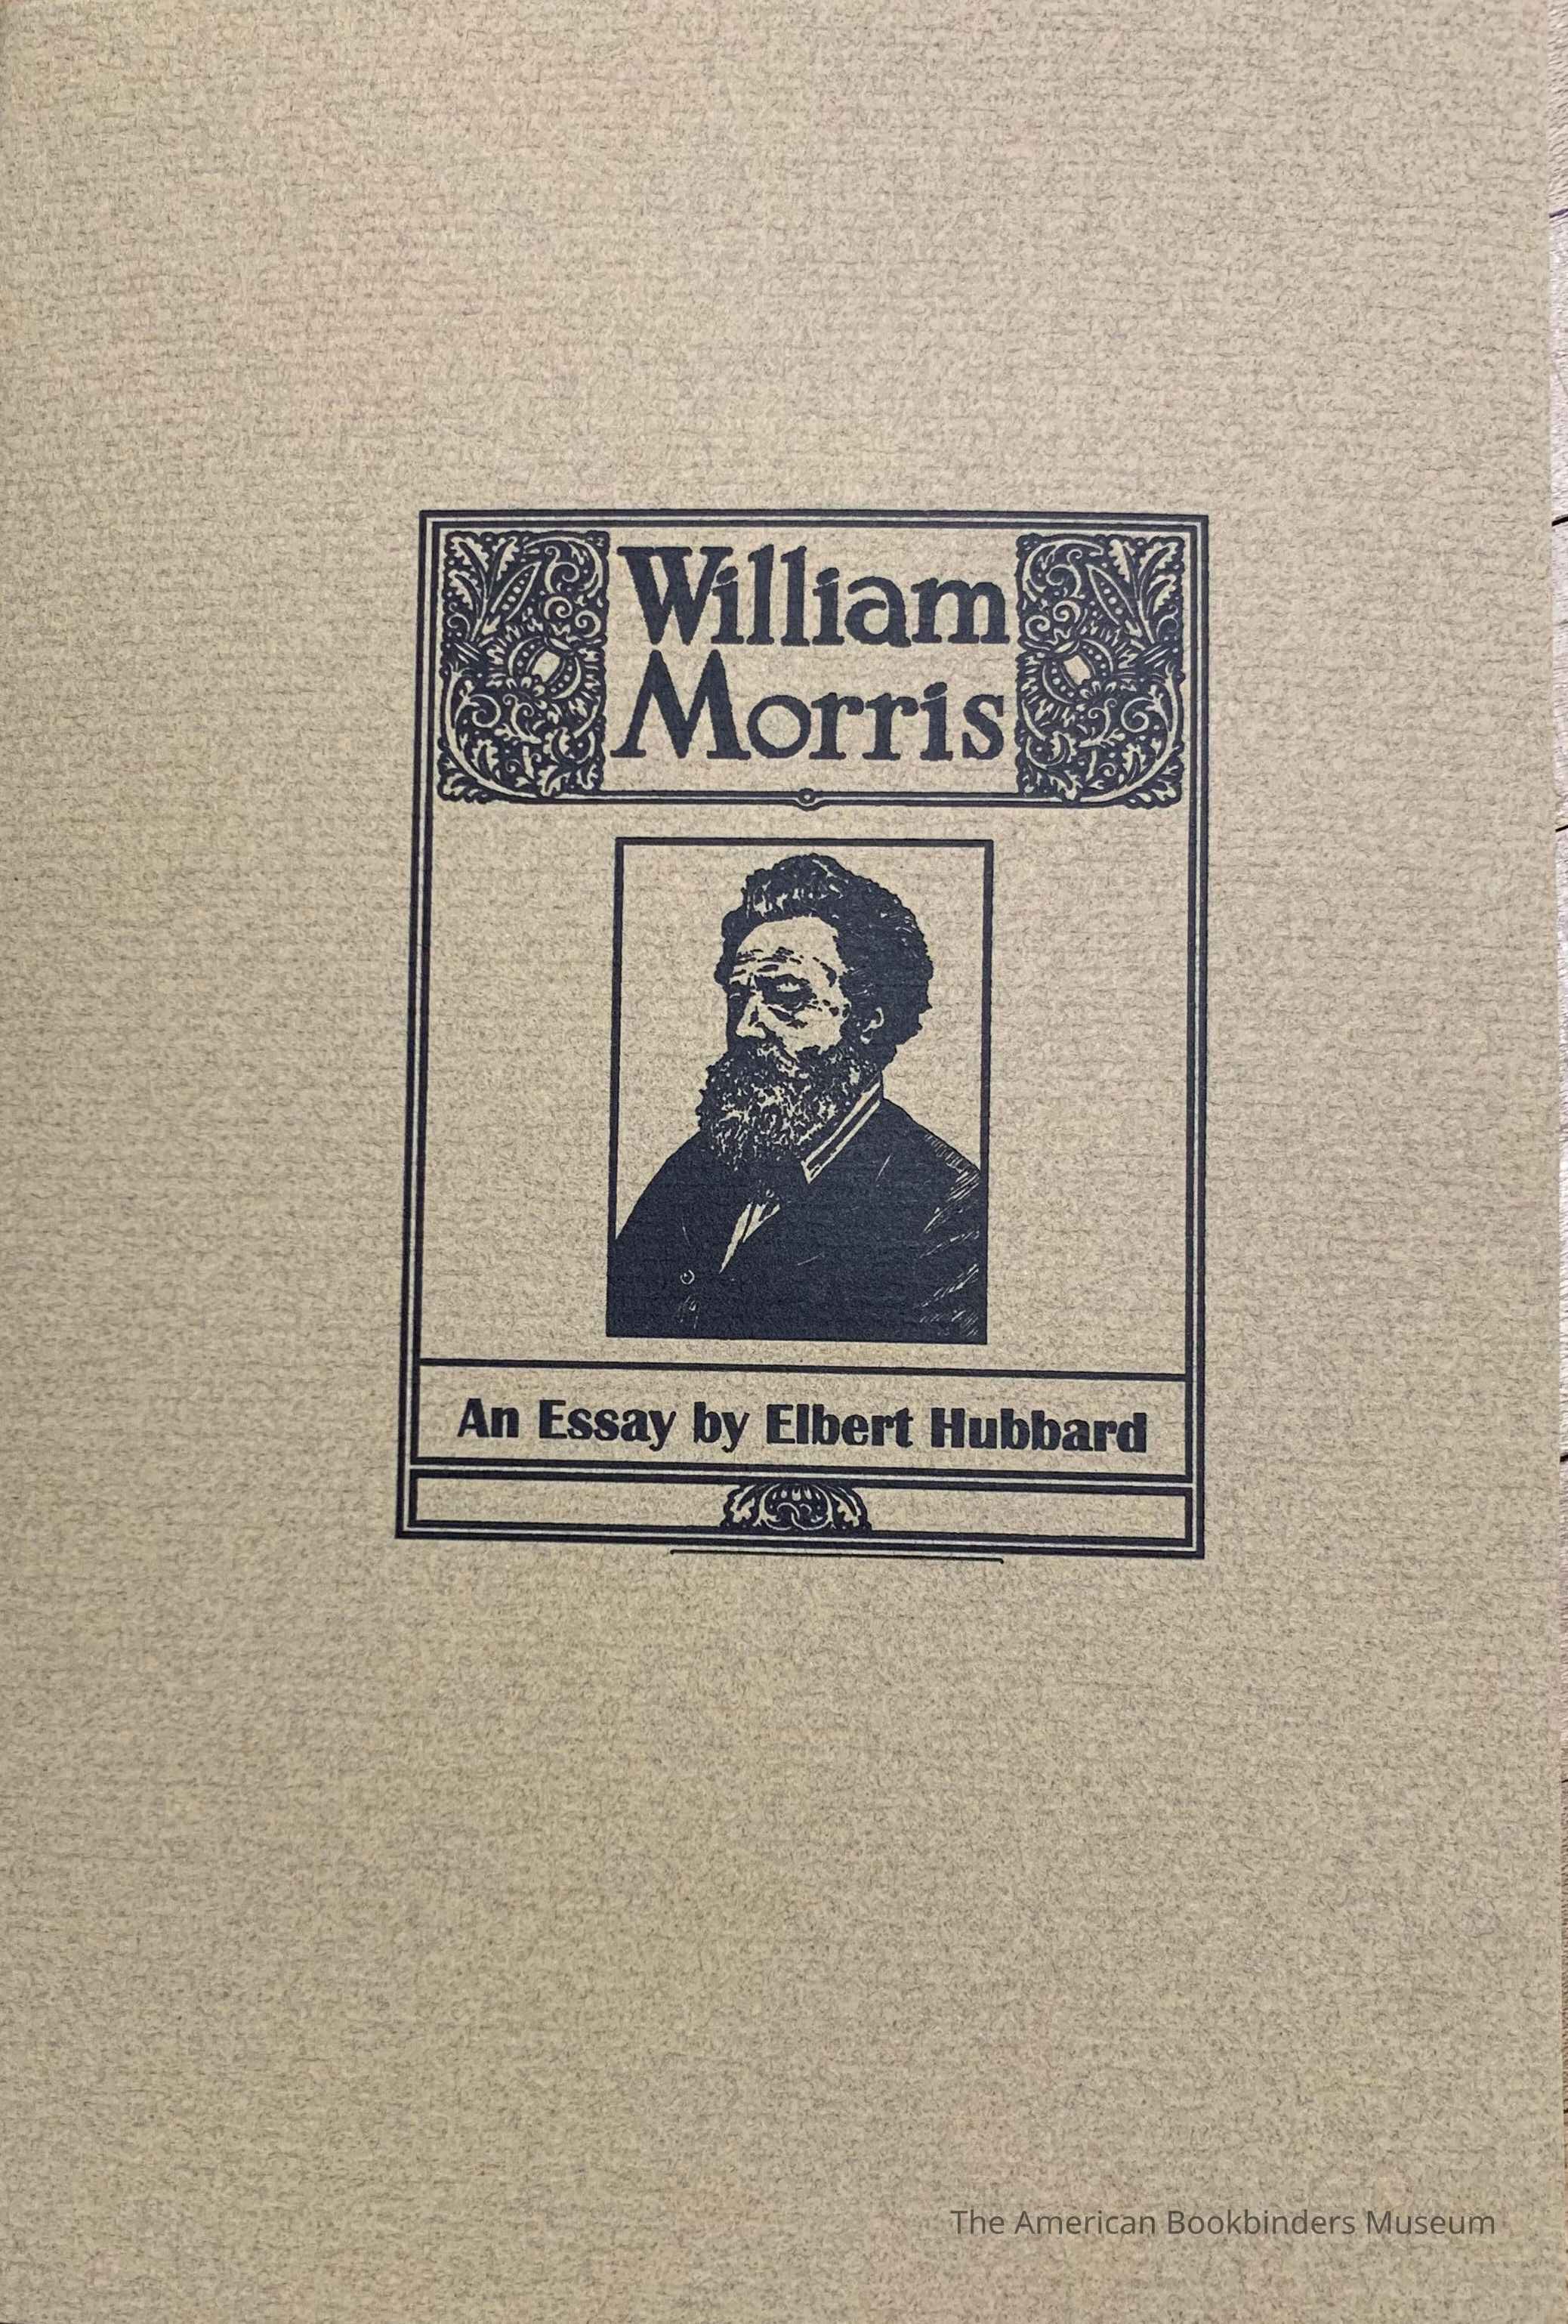 William
Morris
An Essay by Elbert Hubbard
The American Bookbinders Museum